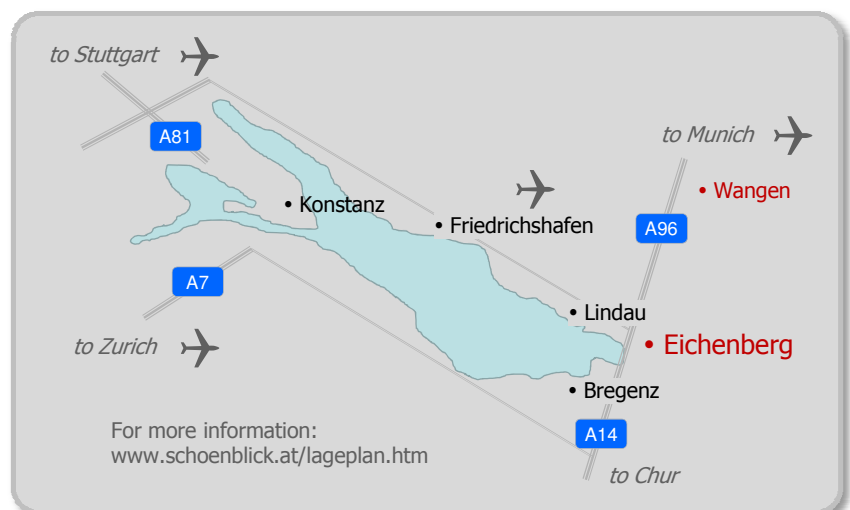 to Stuttgart
A81
to Munich
• Wangen
• Konstanz
• Friedrichshafen
A96
A7
• Lindau
to Zurich
• Eichenberg
• Bregenz
For more information:
www.schoenblick.at/lageplan.htm
A14
to Chur